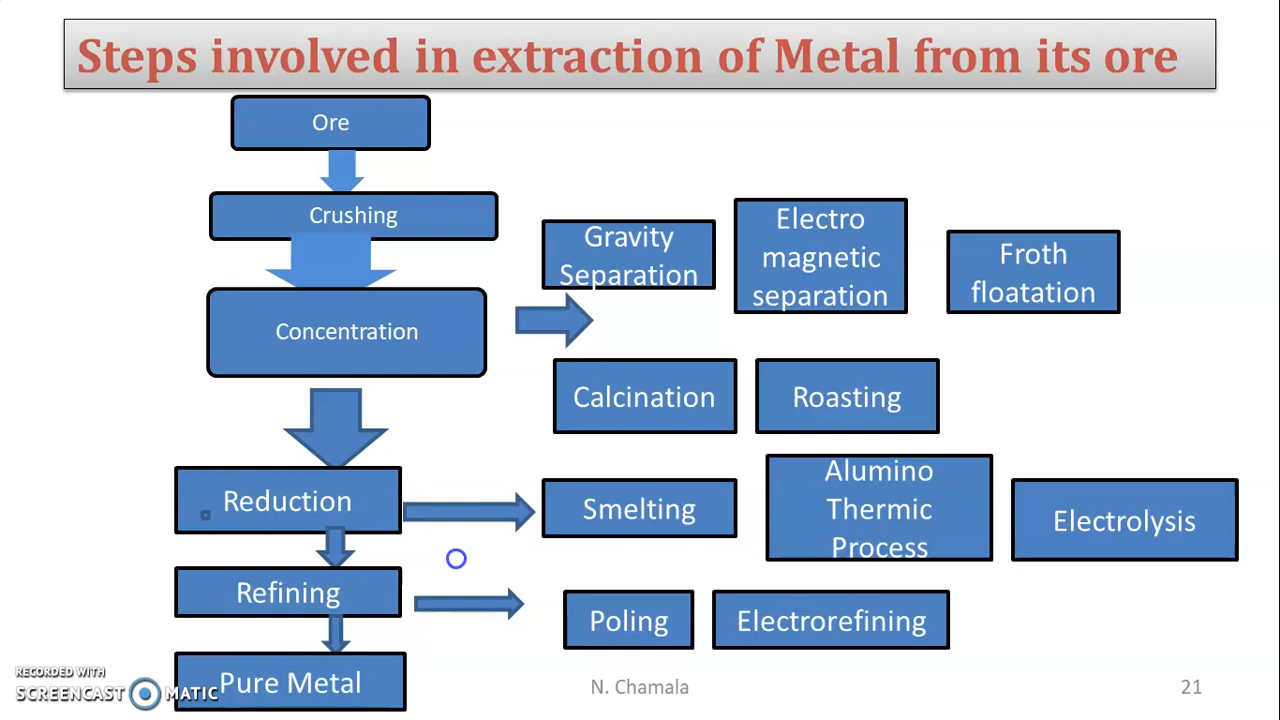 Steps involved in extraction of Metal from its ore
Ore
Crushing
Gravity
Separation
Electro
magnetic
separation
Froth
floatation
Concentration
Calcination
Roasting
Reduction
Smelting
Alumino
Thermic
Process
Electrolysis
Refining
Poling
Electrorefining
Pure Metal
RECORDED WITH
SCREENCAST MATIC
N. Chamala
21